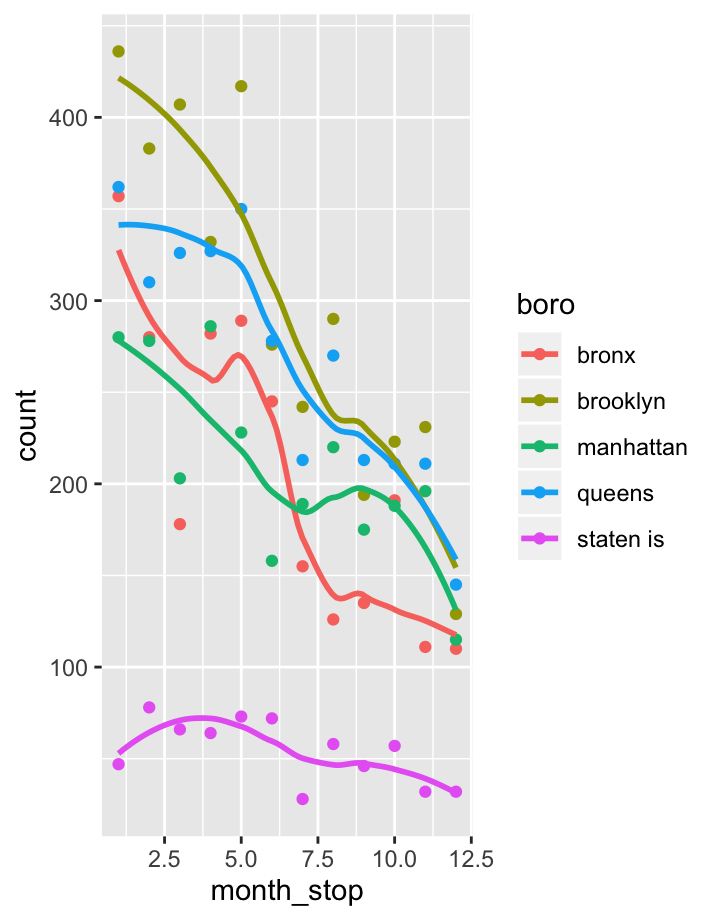 400
300
200
100
count
2.5 5.0 7.5 10.0 12.5
month_stop
boro
bronx
brooklyn
manhattan
queens
staten is